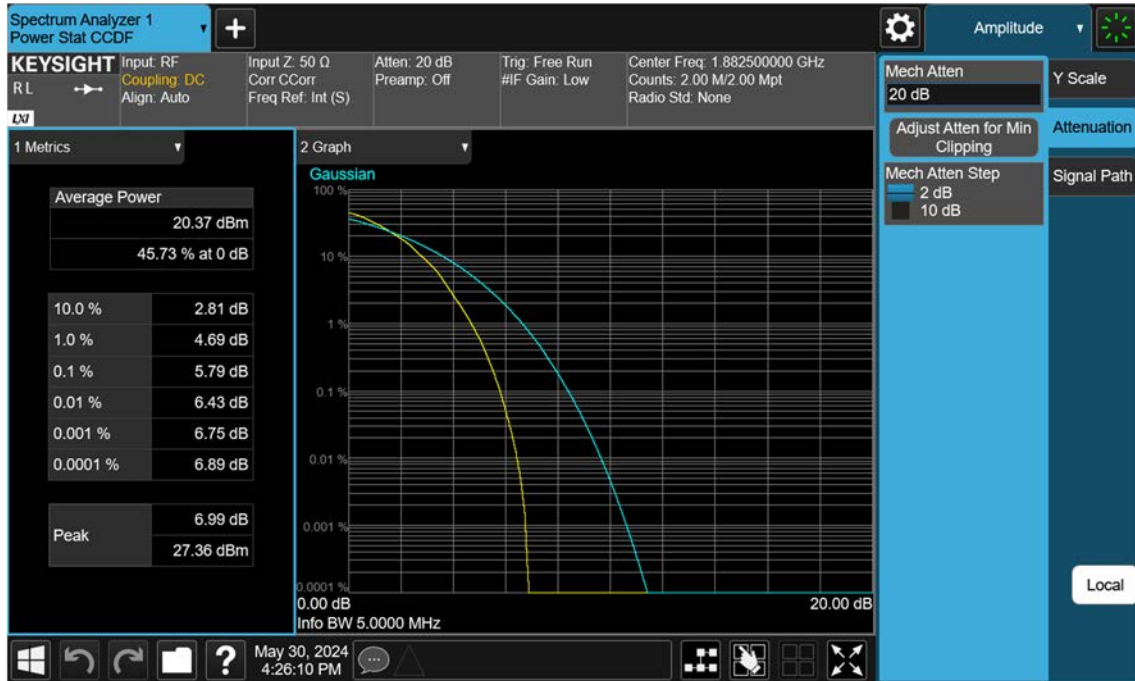 Spectrum Analyzer 1
Power Stat CCDF
Amplitude
KEYSIGHT
R L
LXI
Input: RF
Coupling: DC
Align: Auto
Input Z: 50 Ω
Corr CCorr
Freq Ref: Int (S)
Atten: 20 dB
Preamp: Off
Trig: Free Run
#IF Gain: Low
Center Freq: 1.882500000 GHz
Counts: 2.00 M/2.00 Mpt
Radio Std: None
Mech Atten
20 dB
Adjust Atten for Min
Clipping
Mech Atten Step
2 dB
10 dB
Y Scale
Attenuation
Signal Path
1 Metrics
Average Power
20.37 dBm
45.73 % at 0 dB
10.0 % 2.81 dB
1.0 % 4.69 dB
0.1 % 5.79 dB
0.01 % 6.43 dB
0.001 % 6.75 dB
0.0001 % 6.89 dB
Peak
6.99 dB
27.36 dBm
2 Graph
Gaussian
100 %
10 %
1 %
0.1 %
0.01 %
0.001 %
0.0001 %
0.00 dB 20.00 dB
Info BW 5.0000 MHz
Local
?
May 30, 2024
4:26:10 PM